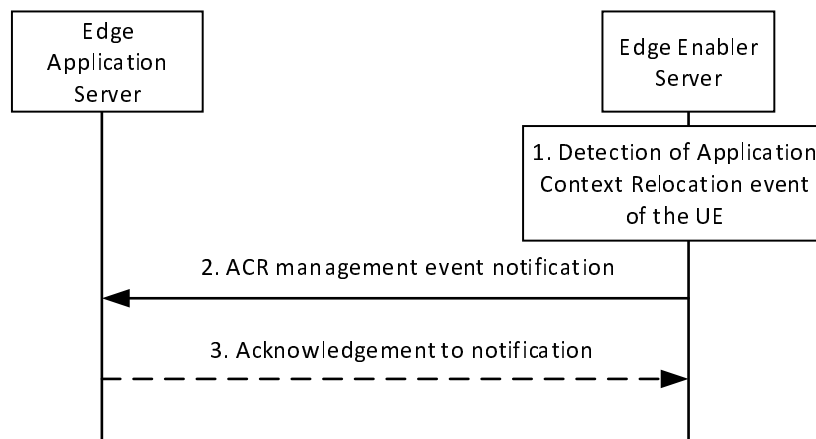 Edge
Application
Server
Edge Enabler
Server
1. Detection of Application
Context Relocation event
of the UE
2. ACR management event notification
3. Acknowledgement to notification